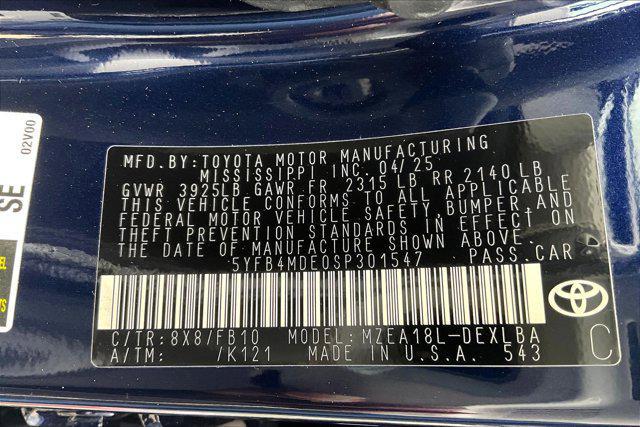 MFD.BY:TOYOTA MOTOR MANUFACTURING
MISSISSIPPI INC. 04/25
GVWR 3925LB GAWR FR 2315 LB RR 2140 LB
THIS VEHICLE CONFORMS TO ALL APPLICABLE
FEDERAL MOTOR VEHICLE SAFETY,BUMPER,AND
THEFT PREVENTION STANDARDS IN EFFECT ON
THE DATE OF MANUFACTURE SHOWN ABOVE.
5YFB4MDE0SP301547 PASS.CAR
C/TR:8X8/FB10 MODEL:MZEA18L-DEXLBA
A/TM: /K121 MADE IN U.S.A. 543
C
02V00
SE